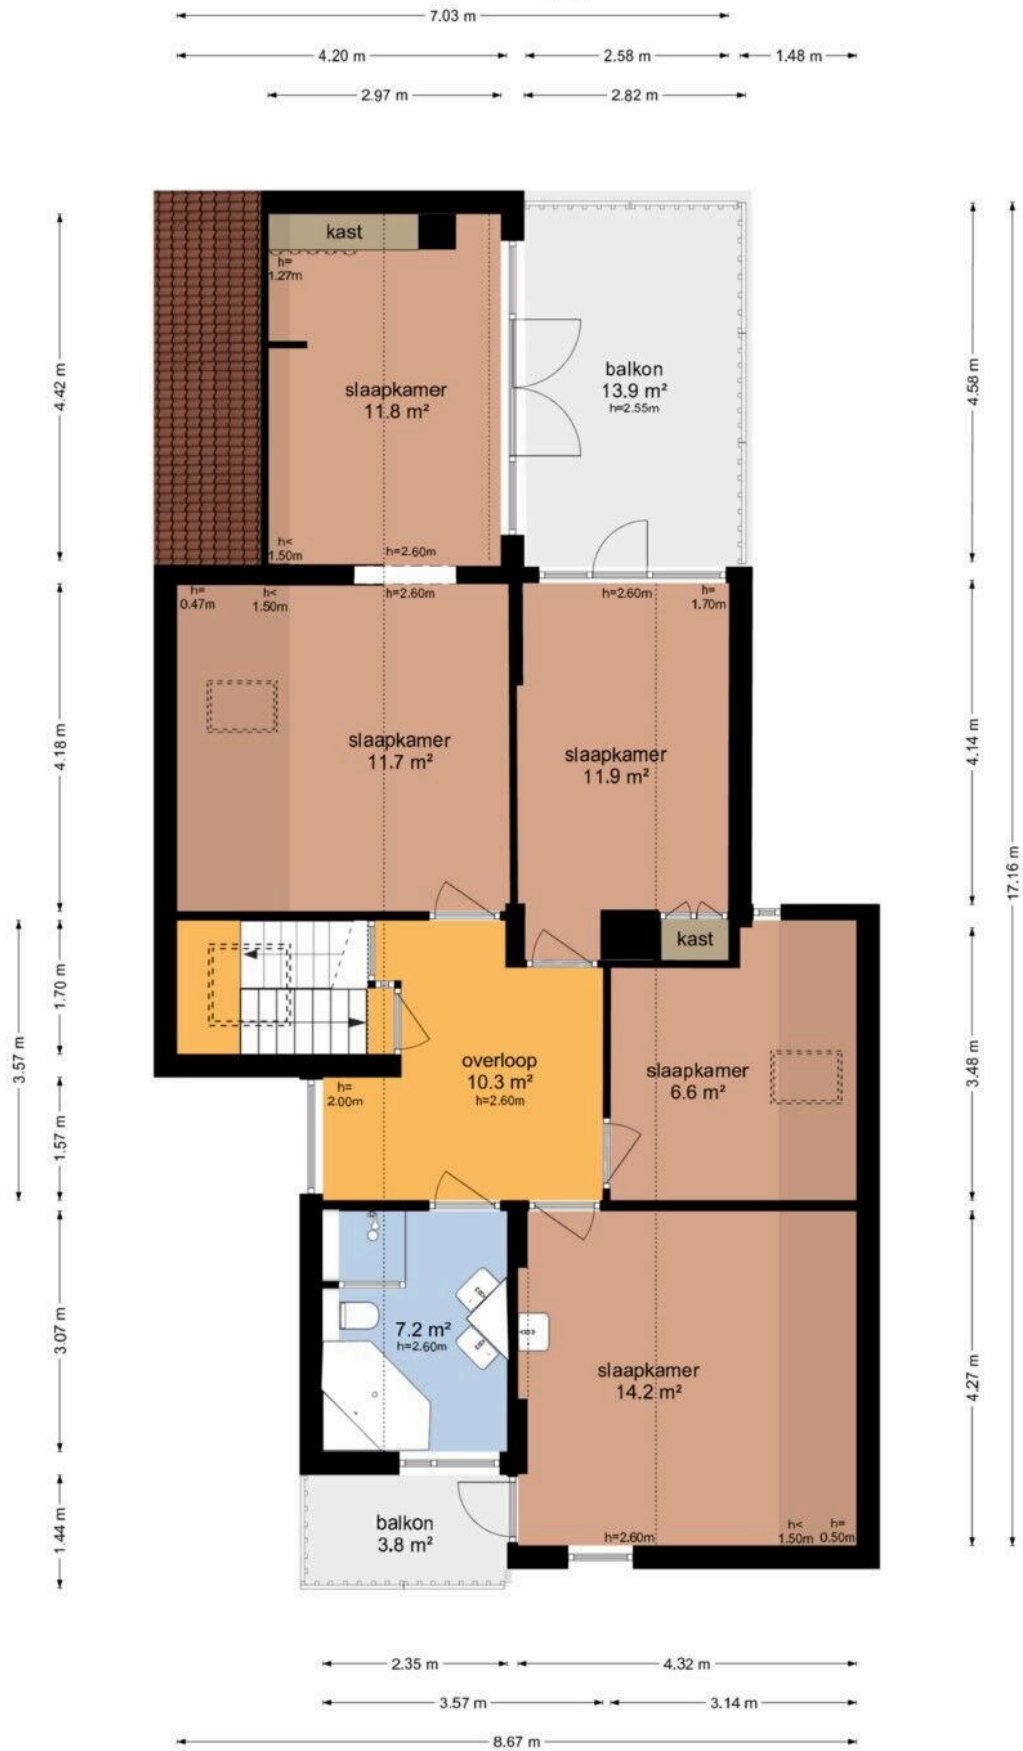 7.03 m
4.20 m
2.58 m
1.48 m
2.97 m
2.82 m
kast
h=
1.27m
slaapkamer
11.8 m²
balkon
13.9 m²
h=2.55m
4.42 m
4.58 m
h<
1.50m
h=2.60m
h=
0.47m
h<
1.50m
h=2.60m
h=2.60m
h=
1.70m
slaapkamer
11.7 m²
slaapkamer
11.9 m²
4.18 m
4.14 m
17.16 m
kast
1.70 m
3.57 m
overloop
10.3 m²
h=2.60m
slaapkamer
6.6 m²
3.48 m
h=
2.00m
1.57 m
3.07 m
7.2 m²
h=2.60m
slaapkamer
14.2 m²
4.27 m
balkon
3.8 m²
1.44 m
h=2.60m
h<
1.50m
h=
0.50m
2.35 m
4.32 m
3.57 m
3.14 m
8.67 m